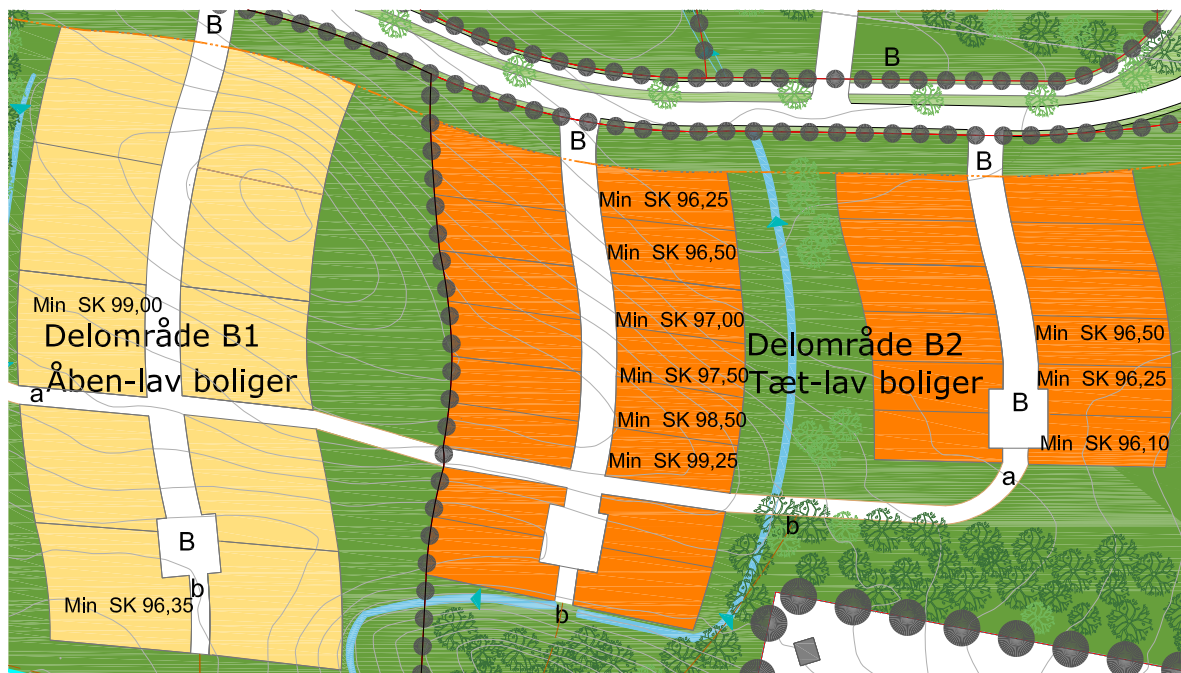 B
B
B
B
Min SK 96,25
Min SK 96,50
Min SK 99,00
Min SK 97,00
Delområde B1
Åben-lav boliger
Delområde B2
Tæt-lav boliger
Min SK 96,50
Min SK 97,50
Min SK 96,25
a
B
Min SK 98,50
Min SK 96,10
Min SK 99,25
a
b
B
b
Min SK 96,35
b